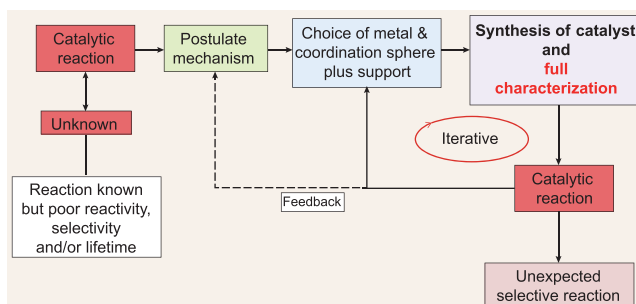 Catalytic
reaction
Postulate
mechanism
Choice of metal &
coordination sphere
plus support
Synthesis of catalyst
and
full
characterization
Unknown
Iterative
Reaction known
but poor reactivity,
selectivity
and/or lifetime
Feedback
Catalytic
reaction
Unexpected
selective reaction